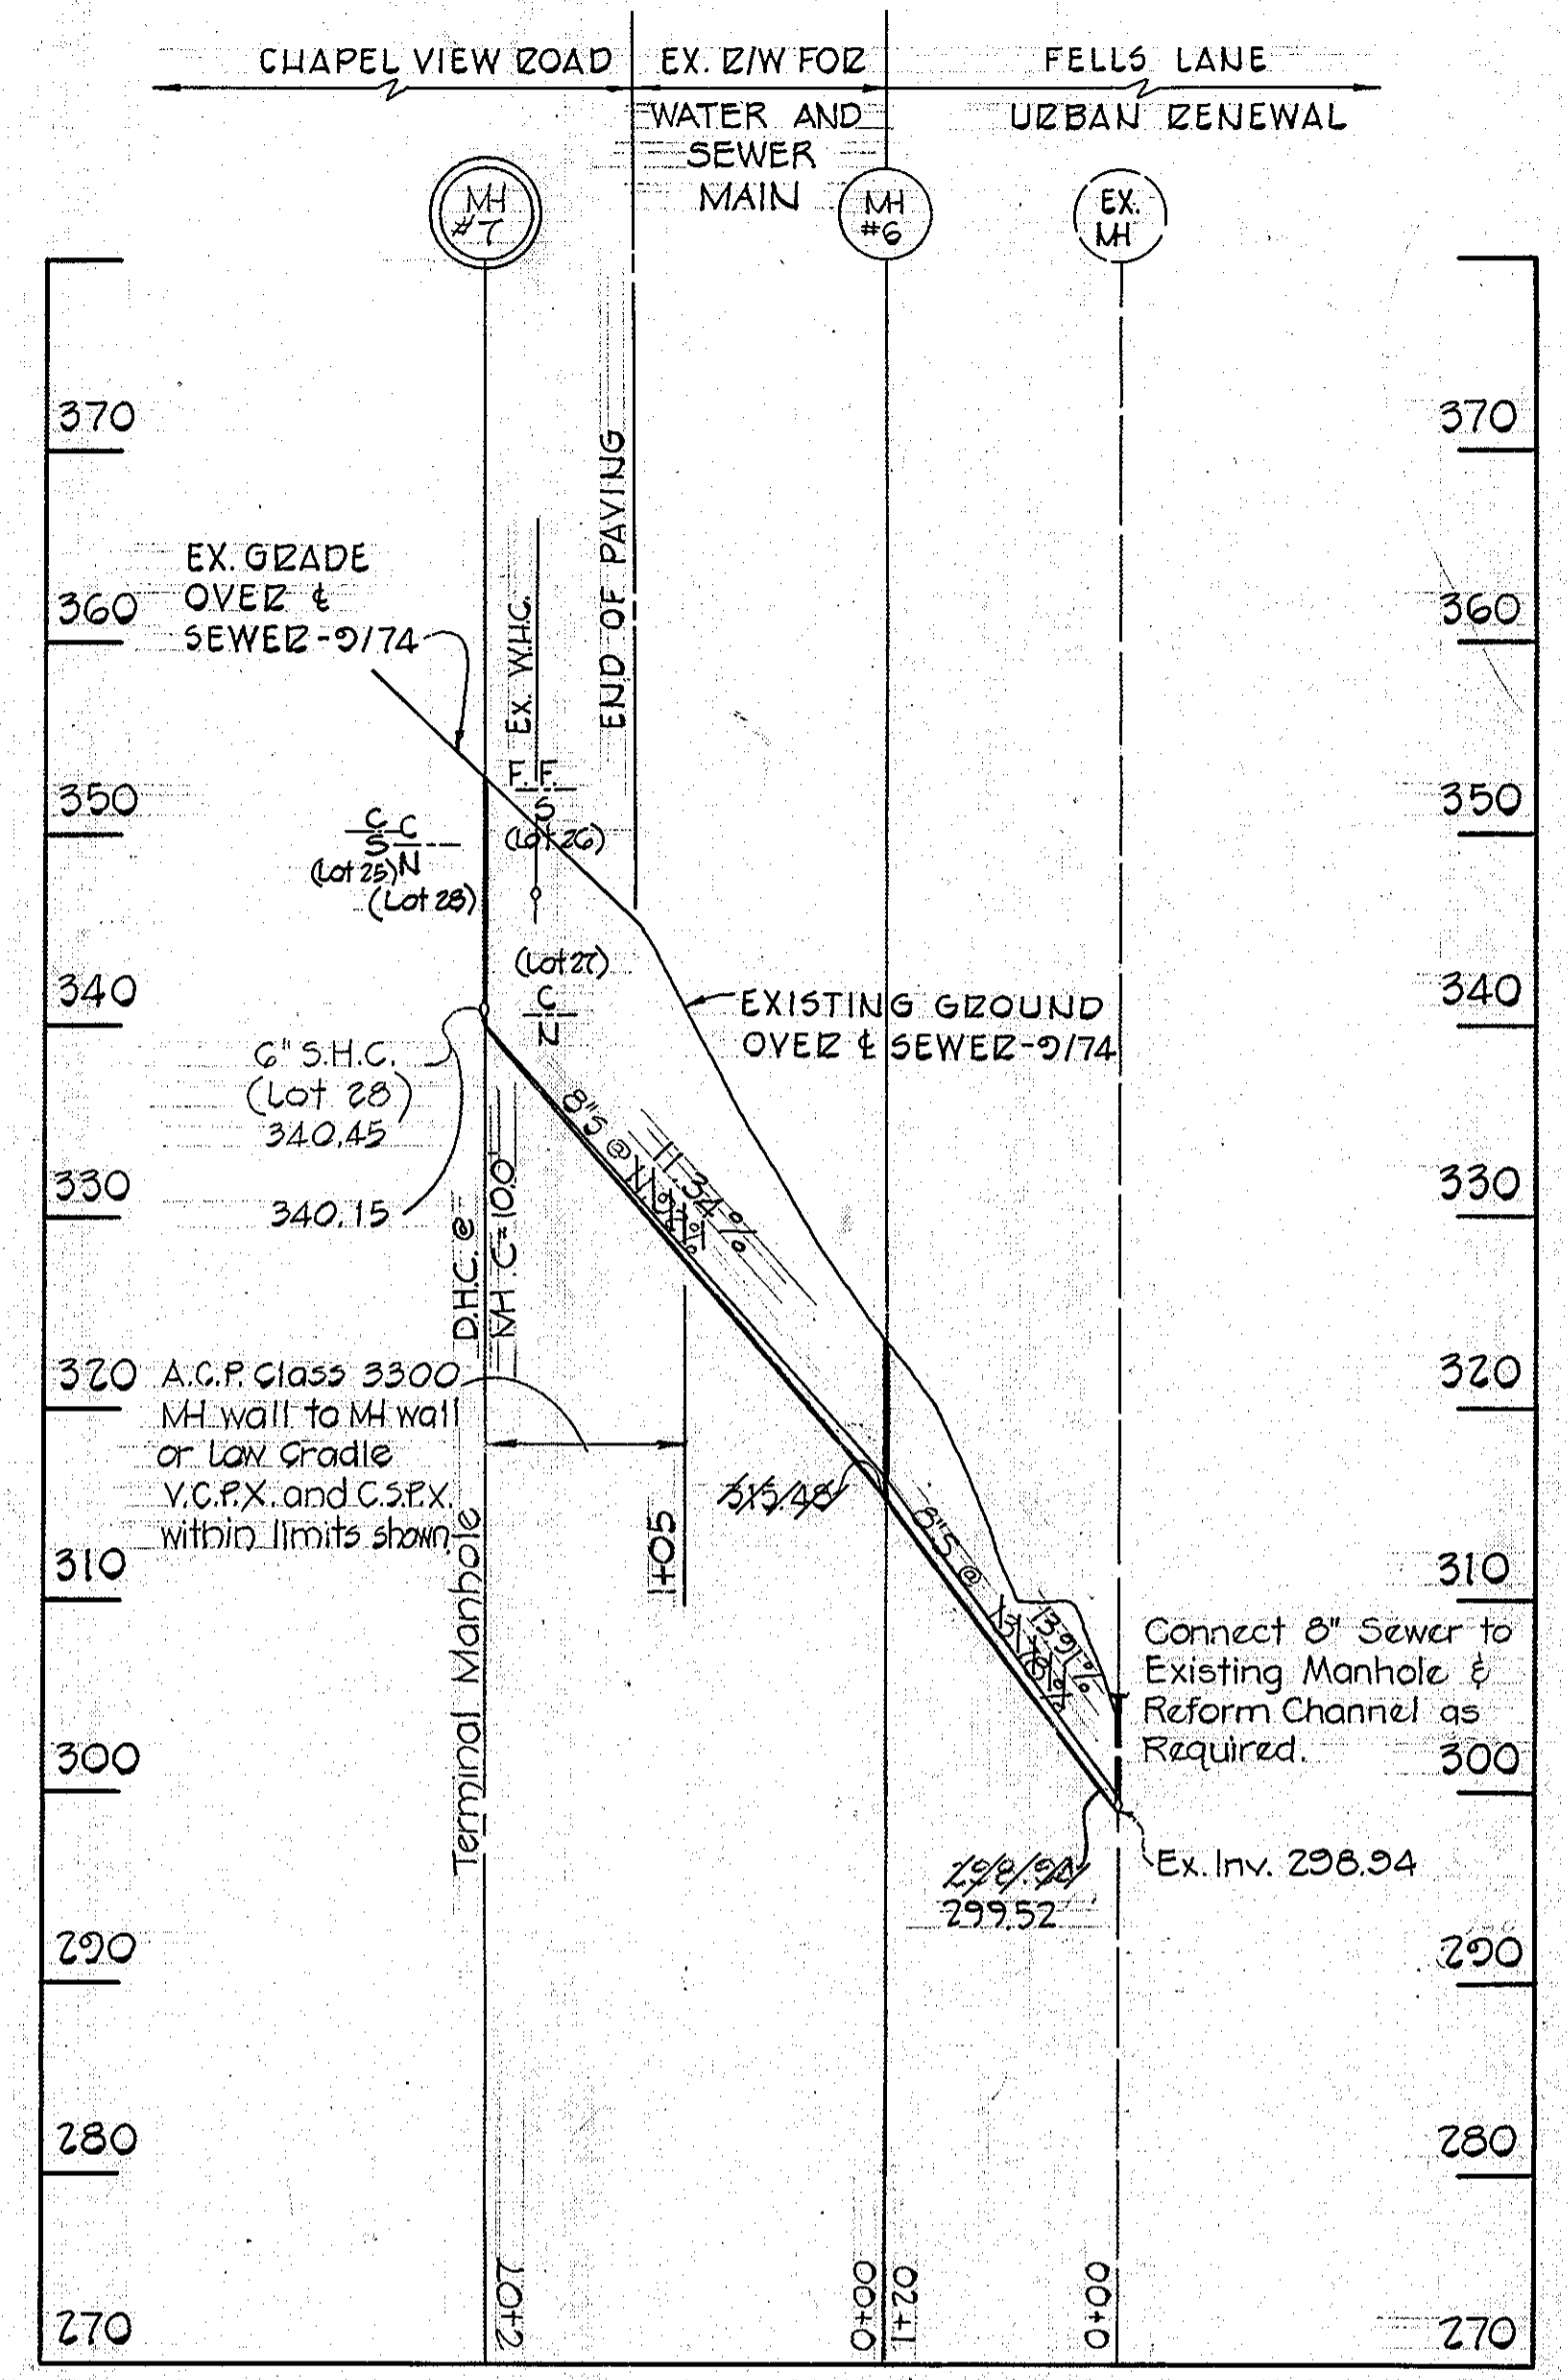 CHAPEL VIEW ROAD
EX. R/W FOR
WATER AND
SEWER
MAIN
FELLS LANE
URBAN RENEWAL
MH
#7
MH
#6
EX.
MH
370
360
350
340
330
320
310
300
290
280
270
370
360
350
340
330
320
310
300
290
280
270
EX. GRADE
OVER ℄
SEWER-9/74
EX. W.H.C.
END OF PAVING
F.F.
S
(Lot 26)
C
S
(Lot 25)
C
N
(Lot 28)
(Lot 27)
C
N
EXISTING GROUND
OVER ℄ SEWER-9/74
6" S.H.C.
(Lot 28)
340.45
340.15
D.H.C. @
MH. C=10.0
8"S @
11.34%
A.C.P. Class 3300
MH wall to MH wall
or Low Cradle
V.C.P.X. and C.S.P.X.
within limits shown.
1+05
315.48
8"S @
13.91%
Terminal Manhole
Connect 8" Sewer to
Existing Manhole &
Reform Channel as
Required.
298.94
299.52
Ex. Inv. 298.94
2+07
0+00
1+20
0+00